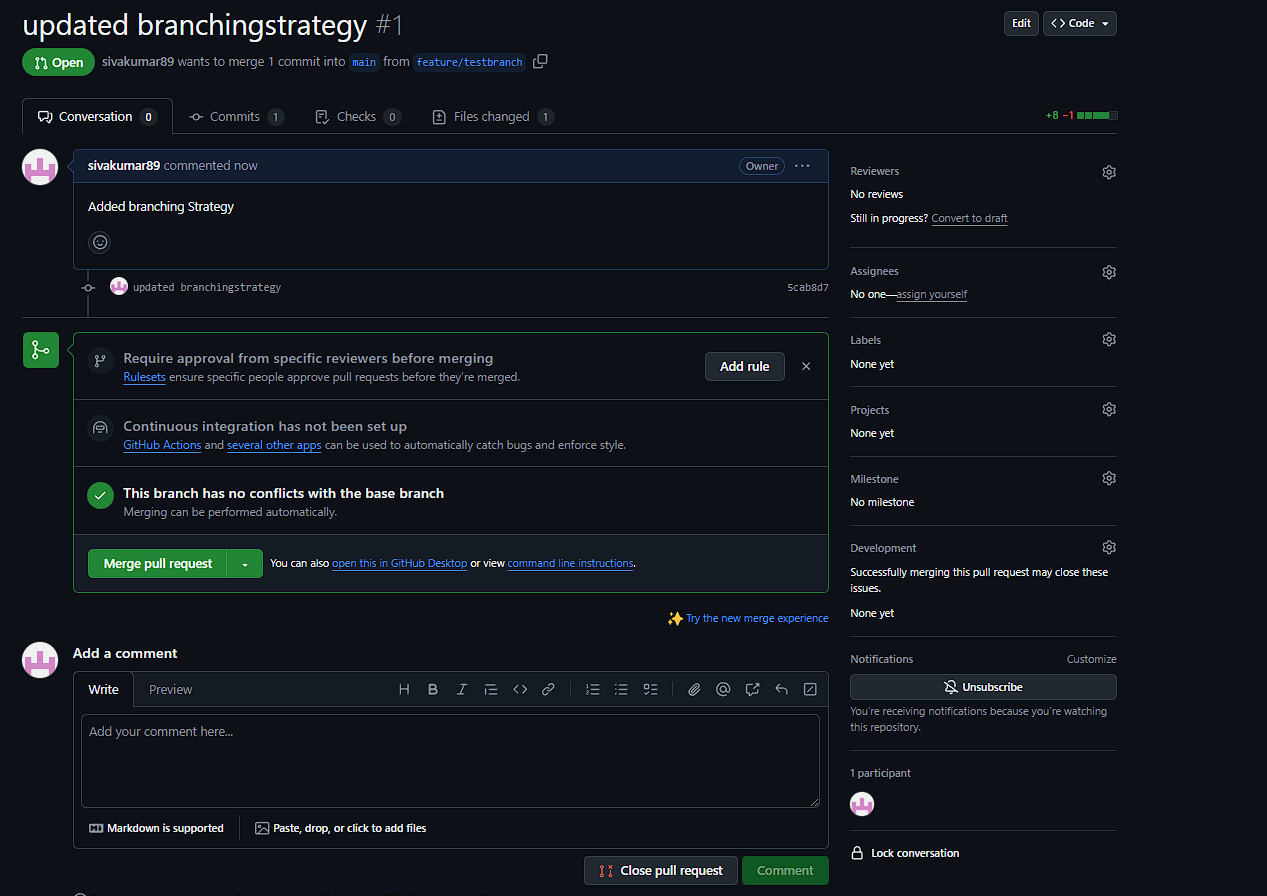 updated branchingstrategy #1
Edit
<> Code
Open
sivakumar89 wants to merge 1 commit into main from feature/testbranch
Conversation 0
Commits 1
Checks 0
Files changed 1
+8 −1
sivakumar89 commented now
Owner
Added branching Strategy
updated branchingstrategy
5cab8d7
Require approval from specific reviewers before merging
Rulesets ensure specific people approve pull requests before they're merged.
Add rule
Continuous integration has not been set up
GitHub Actions and several other apps can be used to automatically catch bugs and enforce style.
This branch has no conflicts with the base branch
Merging can be performed automatically.
Merge pull request
You can also open this in GitHub Desktop or view command line instructions.
Try the new merge experience
Add a comment
Write
Preview
Add your comment here...
Markdown is supported
Paste, drop, or click to add files
Close pull request
Comment
Reviewers
No reviews
Still in progress? Convert to draft
Assignees
No one—assign yourself
Labels
None yet
Projects
None yet
Milestone
No milestone
Development
Successfully merging this pull request may close these
issues.
None yet
Notifications
Customize
Unsubscribe
You're receiving notifications because you're watching
this repository.
1 participant
Lock conversation